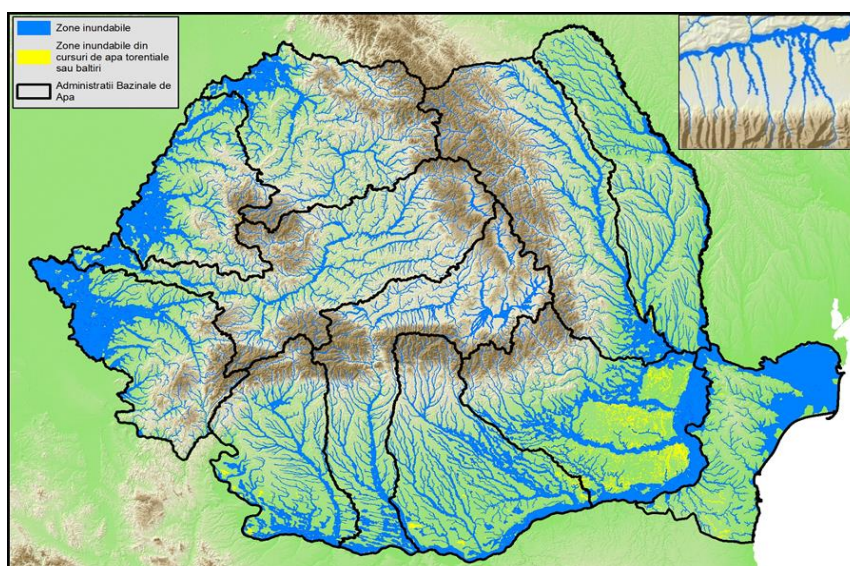 Zone inundabile
Zone inundabile din
cursuri de apa torentiale
sau baltiri
Administratii Bazinale de
Apa